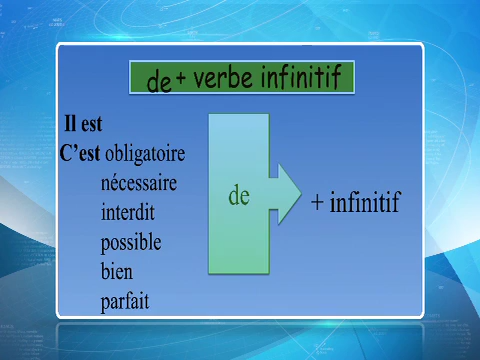 de + verbe infinitif
Il est
C'est obligatoire
nécessaire
interdit
possible
bien
parfait
de
+ infinitif